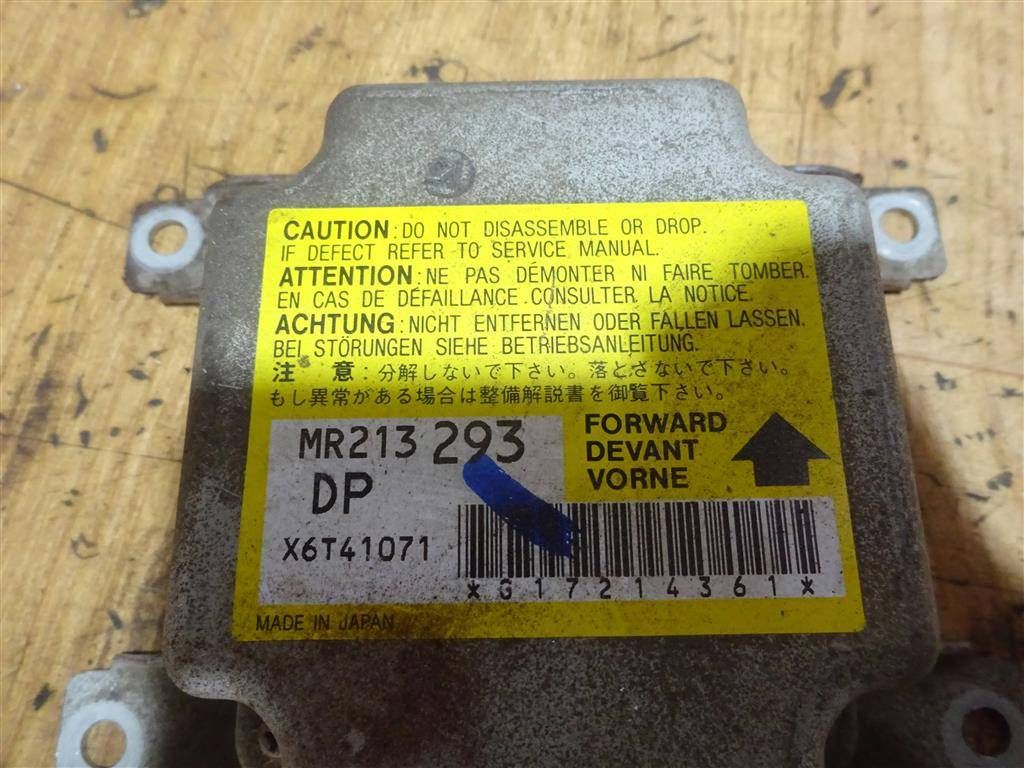 CAUTION : DO NOT DISASSEMBLE OR DROP.
IF DEFECT REFER TO SERVICE MANUAL.
ATTENTION : NE PAS DÉMONTER NI FAIRE TOMBER.
EN CAS DE DÉFAILLANCE. CONSULTER LA NOTICE.
ACHTUNG : NICHT ENTFERNEN ODER FALLEN LASSEN.
BEI STÖRUNGEN SIEHE BETRIEBSANLEITUNG.
注 意 : 分解しないで下さい。落とさないで下さい。
もし異常がある場合は整備解説書を御覧下さい。
MR213 293
DP
X6T41071
FORWARD
DEVANT
VORNE
*G17214361*
MADE IN JAPAN